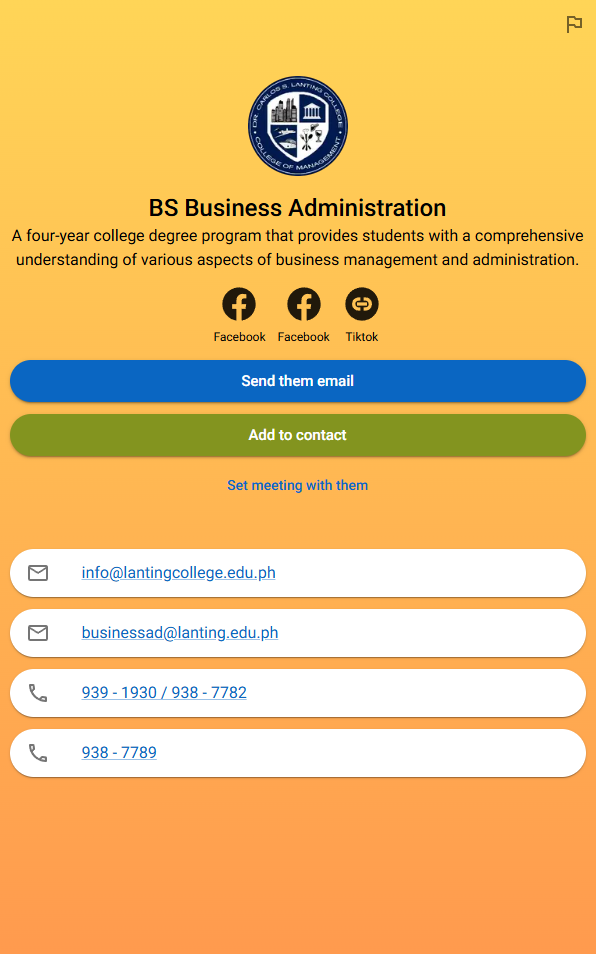 DR. CARLOS S. LANTING COLLEGE
COLLEGE OF MANAGEMENT
BS Business Administration
A four-year college degree program that provides students with a comprehensive
understanding of various aspects of business management and administration.
Facebook Facebook Tiktok
Send them email
Add to contact
Set meeting with them
info@lantingcollege.edu.ph
businessad@lanting.edu.ph
939 - 1930 / 938 - 7782
938 - 7789